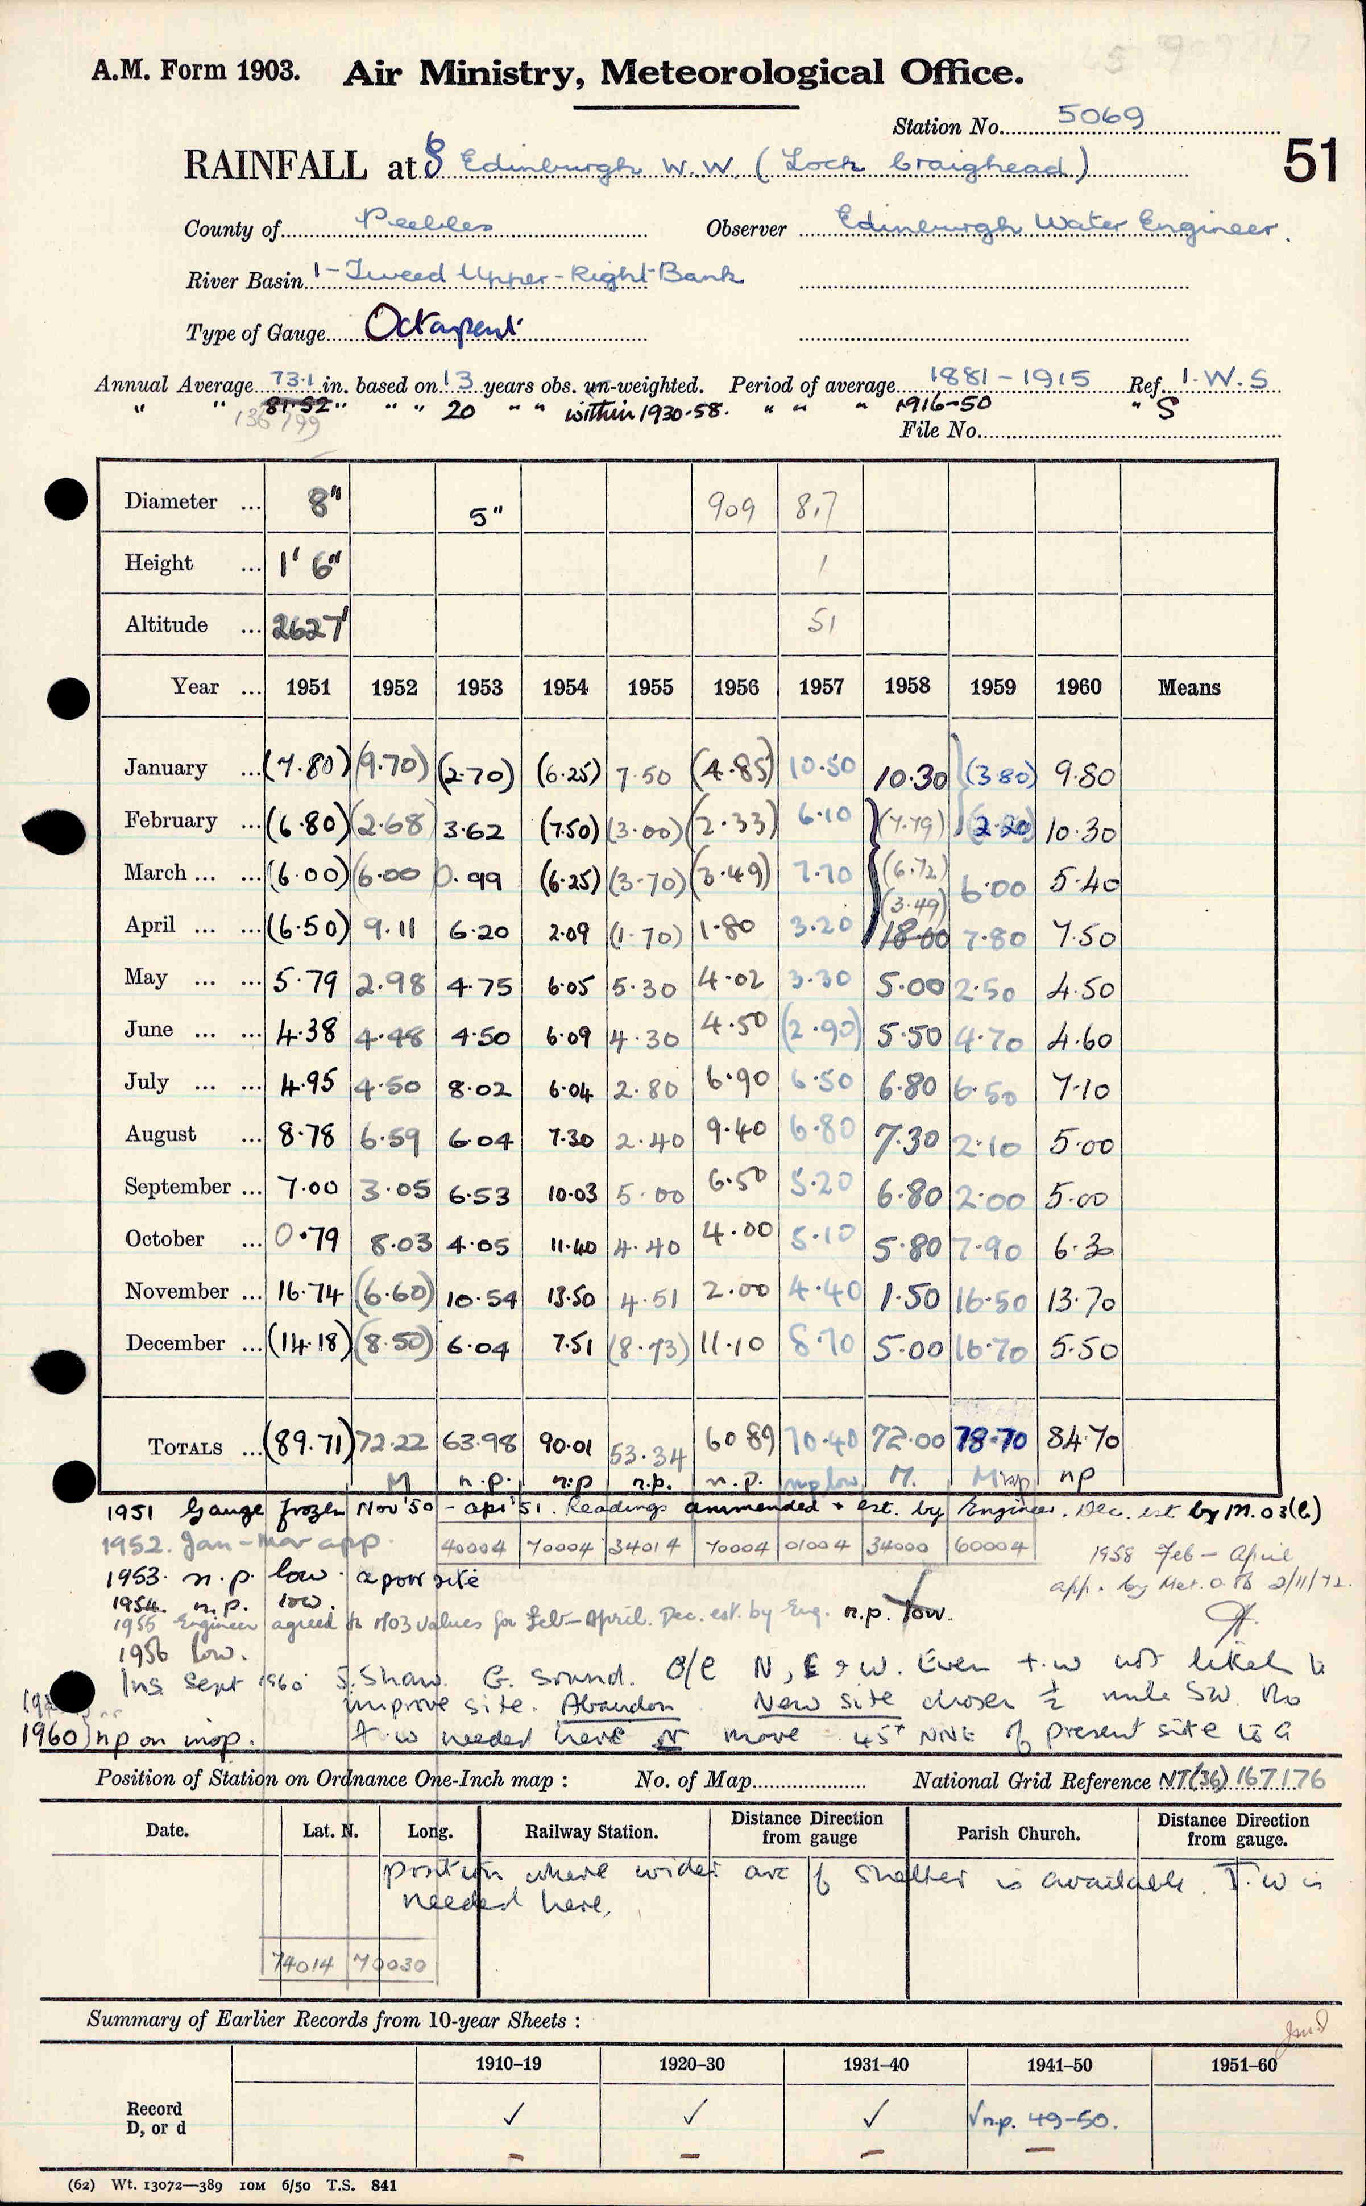 A.M. Form 1903. Air Ministry, Meteorological Office.
Station No. 5069
51
RAINFALL at § Edinburgh W.W. (Loch Craighead)
County of Peebles Observer Edinburgh Water Engineer.
River Basin 1-Tweed Upper-Right-Bank
Type of Gauge Octapent
Annual Average 73.1 in. based on 13 years obs. un-weighted. Period of average 1881-1915 Ref. 1.W.S
" " 81.52 " " " 20 " " within 1930-58. " " " 1916-50 " S
File No.
Diameter ... 8" 5" 909 8.7
Height ... 1' 6" 1
Altitude ... 2627' 51
Year ... 1951 1952 1953 1954 1955 1956 1957 1958 1959 1960 Means
January ... (7.80) (9.70) (2.70) (6.25) 7.50 (4.85) 10.50 10.30 (3.80) 9.80
February ... (6.80) (2.68) 3.62 (7.50) (3.00) (2.33) 6.10 (7.79) (2.20) 10.30
March ... ... (6.00) (6.00) 0.99 (6.25) (3.70) (3.49) 7.70 (6.72) 6.00 5.40
April ... ... (6.50) 9.11 6.20 2.09 (1.70) 1.80 3.20 (3.49) 18.00 7.80 7.50
May ... ... 5.79 2.98 4.75 6.05 5.30 4.02 3.30 5.00 2.50 4.50
June ... ... 4.38 4.48 4.50 6.09 4.30 4.50 (2.90) 5.50 4.70 4.60
July ... ... 4.95 4.50 8.02 6.04 2.80 6.90 6.50 6.80 6.50 7.10
August ... 8.78 6.59 6.04 7.30 2.40 9.40 6.80 7.30 2.10 5.00
September ... 7.00 3.05 6.53 10.03 5.00 6.50 5.20 6.80 2.00 5.00
October ... 0.79 8.03 4.05 11.40 4.40 4.00 5.10 5.80 7.90 6.30
November ... 16.74 (6.60) 10.54 13.50 4.51 2.00 4.40 1.50 16.50 13.70
December ... (14.18) (8.50) 6.04 7.51 (8.73) 11.10 8.70 5.00 16.70 5.50
TOTALS ... (89.71) 72.22 63.98 90.01 53.34 60 89 70.40 72.00 78.70 84.70
M n.p. n.p n.p. n.p. np low M. M np
1951 Gauge frozen Nov '50 - apr '51. Readings ammended + est. by Engineer. Dec. est by M.O3(b)
1952. Jan - Mar app. 40004 70004 34014 70004 01004 34000 60004
1958 Feb - April
app. by Met. O. 8b 2/11/72.
1953. n.p. low. a poor site
1954. n.p. low.
1955 Engineer agreed to MO3 values for Feb-April. Dec. est. by Eng. n.p. low.
1956 low.
Ins Sept 1960 S. Shaw. G. sound. O/e N, E & W. Even t.w not likely to
improve site. Abandon. New site chosen ½ mile SW. No
1960) np on insp. t w needed here or move 45+ NNE of present site to a
Position of Station on Ordnance One-Inch map : No. of Map National Grid Reference NT(36) 167176
Date. Lat. N. Long. Railway Station. Distance Direction from gauge Parish Church. Distance Direction from gauge.
position where wider arc of shelter is available. T.w is
needed here.
74014 70030
Summary of Earlier Records from 10-year Sheets :
1910-19 1920-30 1931-40 1941-50 1951-60
Record
D, or d ✓ ✓ ✓ √n.p. 49-50.
— — — —
(62) Wt. 13072—389 10M 6/50 T.S. 841